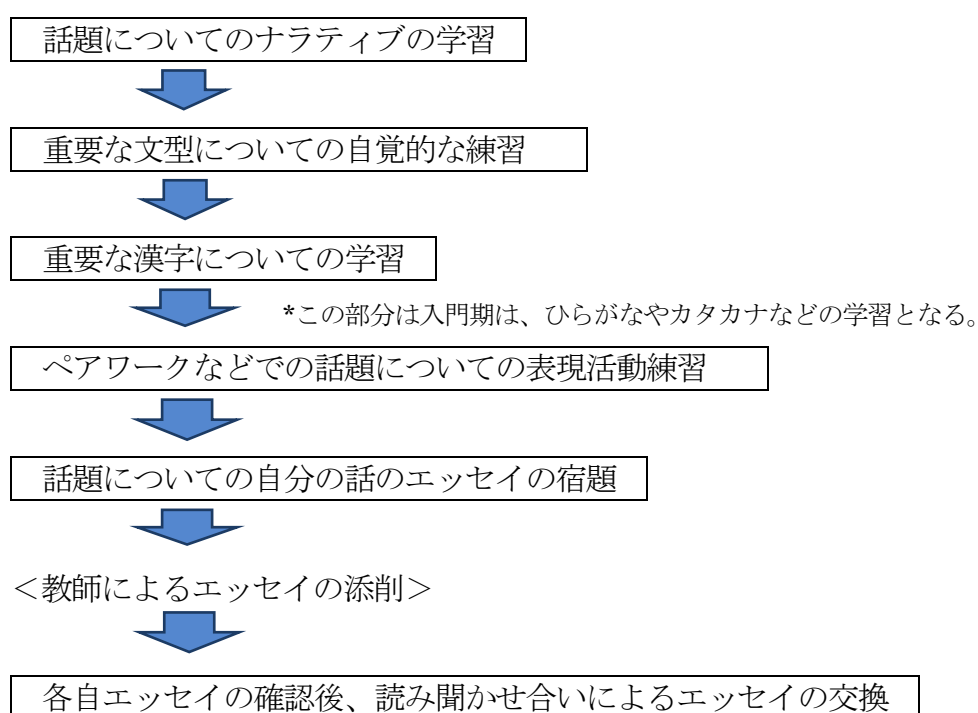 話題についてのナラティブの学習
重要な文型についての自覚的な練習
重要な漢字についての学習
*この部分は入門期は、ひらがなやカタカナなどの学習となる。
ペアワークなどでの話題についての表現活動練習
話題についての自分の話のエッセイの宿題
＜教師によるエッセイの添削＞
各自エッセイの確認後、読み聞かせ合いによるエッセイの交換